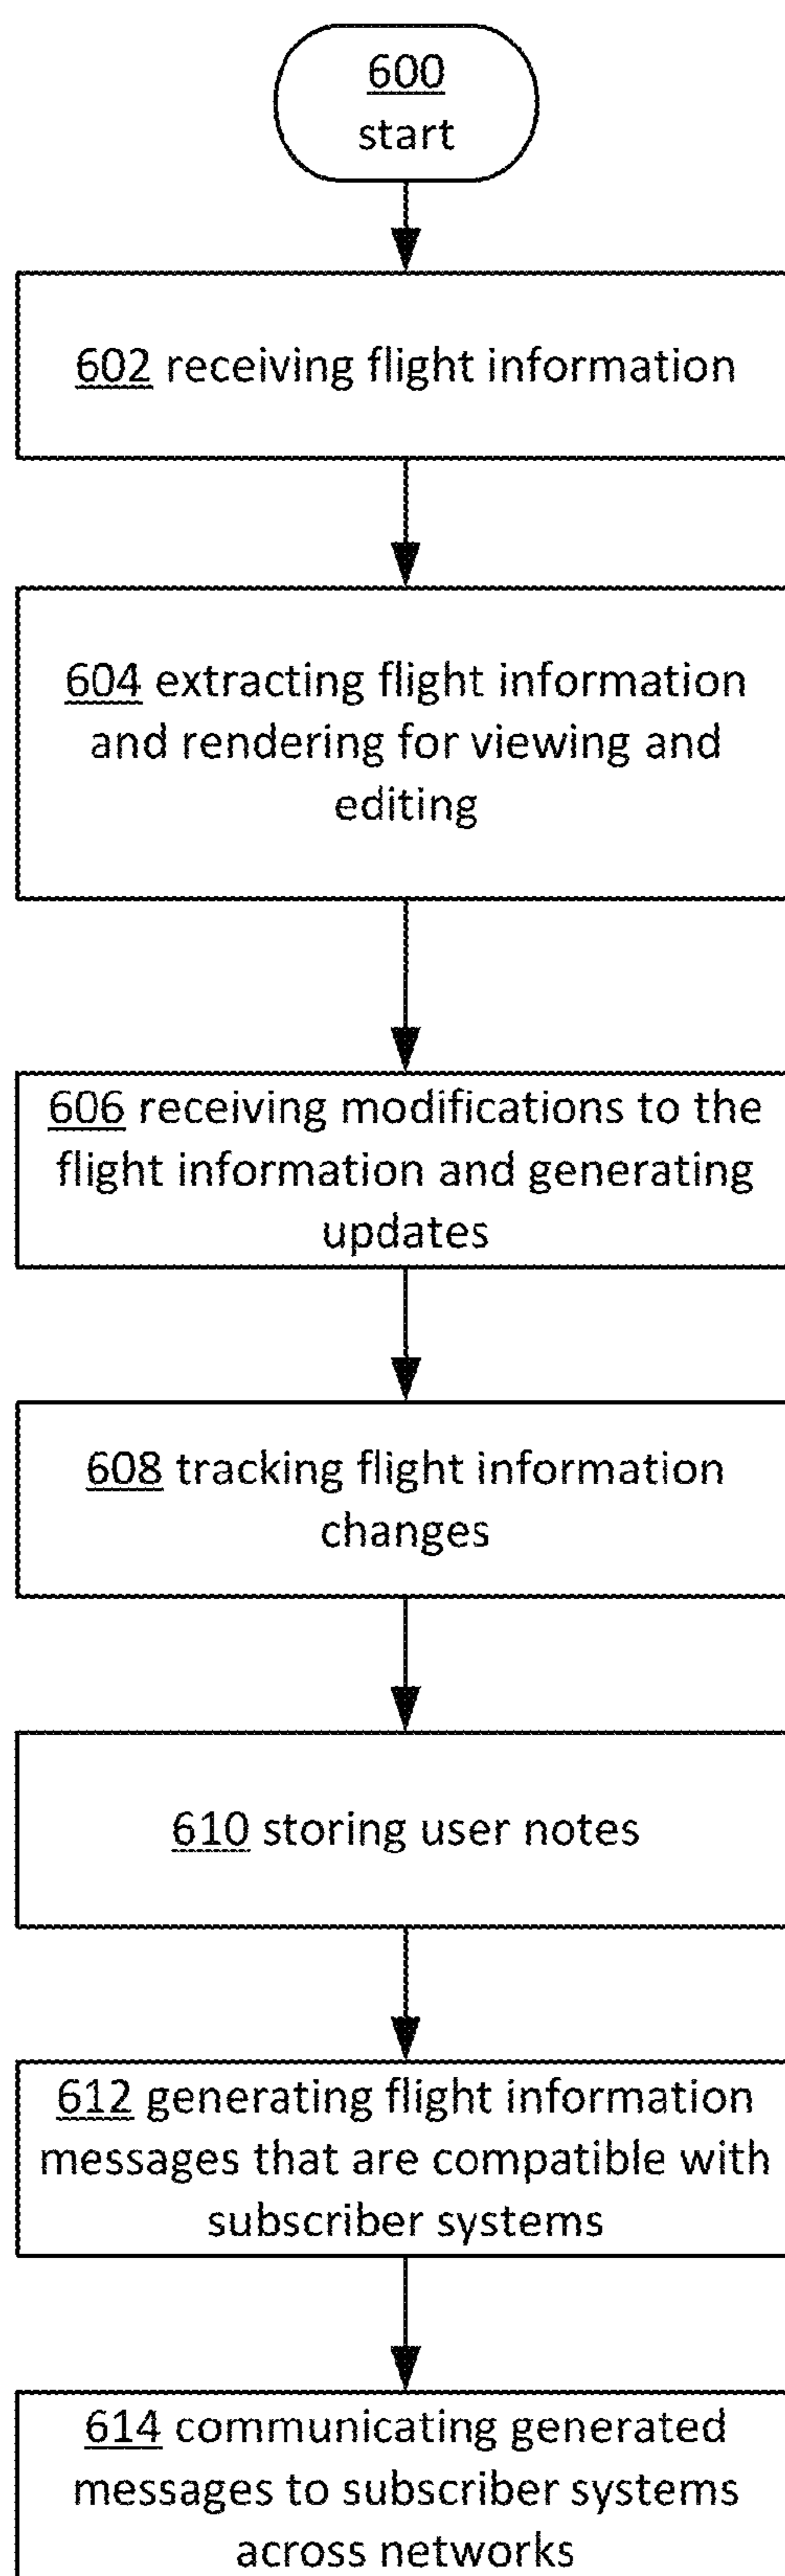 600
start
602 receiving flight information
604 extracting flight information
and rendering for viewing and
editing
606 receiving modifications to the
flight information and generating
updates
608 tracking flight information
changes
610 storing user notes
612 generating flight information
messages that are compatible with
subscriber systems
614 communicating generated
messages to subscriber systems
across networks